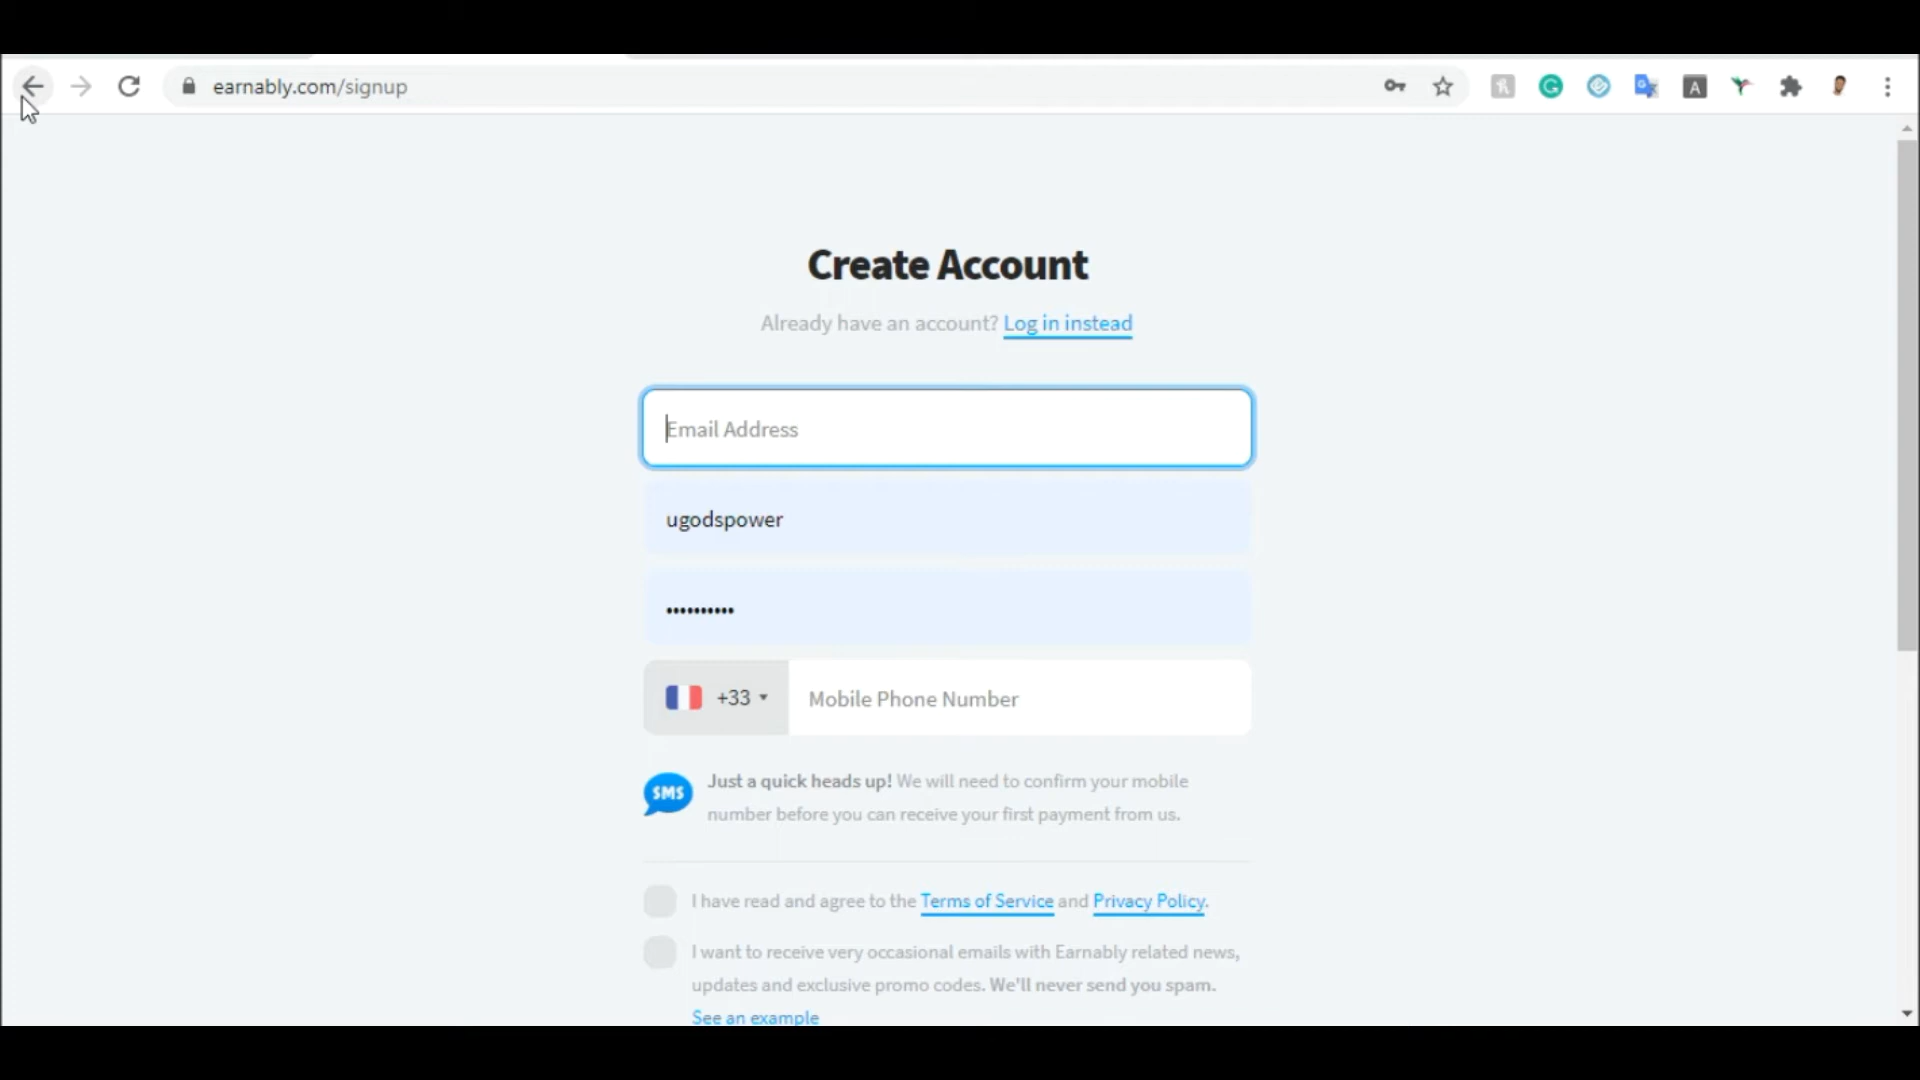 earnably.com/signup
Create Account
Already have an account? Log in instead
Email Address
ugodspower
••••••••••
+33
Mobile Phone Number
SMS
Just a quick heads up! We will need to confirm your mobile
number before you can receive your first payment from us.
I have read and agree to the Terms of Service and Privacy Policy.
I want to receive very occasional emails with Earnably related news,
updates and exclusive promo codes. We'll never send you spam.
See an example